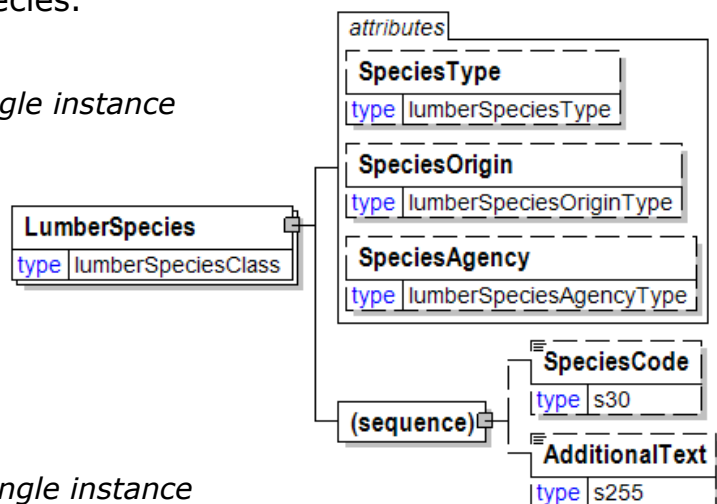 ecies.
attributes
SpeciesType
type lumberSpeciesType
ngle instance
SpeciesOrigin
type lumberSpeciesOriginType
LumberSpecies
type lumberSpeciesClass
SpeciesAgency
type lumberSpeciesAgencyType
SpeciesCode
type s30
(sequence)
AdditionalText
type s255
ngle instance